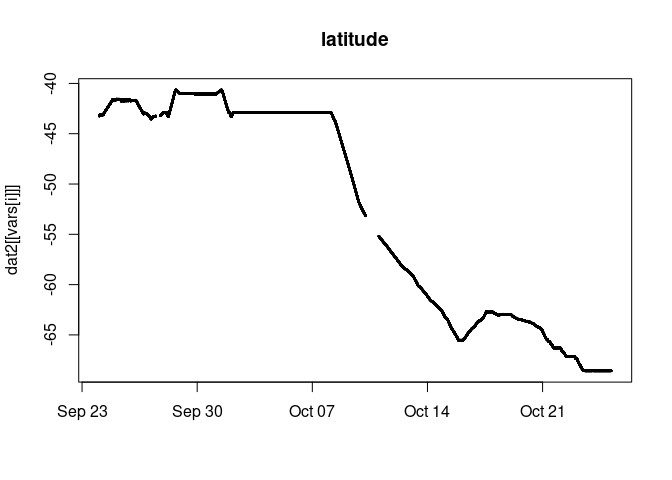 latitude
dat2[[vars[i]]]
-40
-45
-50
-55
-60
-65
Sep 23
Sep 30
Oct 07
Oct 14
Oct 21